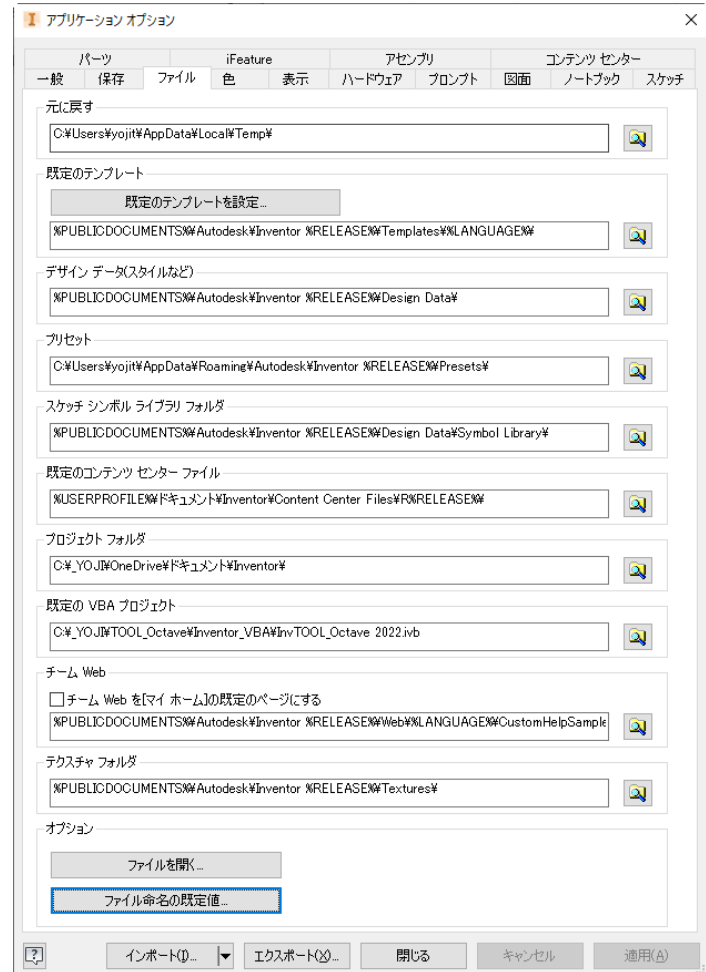 アプリケーション オプション
パーツ iFeature アセンブリ コンテンツ センター
一般 保存 ファイル 色 表示 ハードウェア プロンプト 図面 ノートブック スケッチ
元に戻す
C:¥Users¥yojit¥AppData¥Local¥Temp¥
既定のテンプレート
既定のテンプレートを設定...
%PUBLICDOCUMENTS%¥Autodesk¥Inventor %RELEASE%¥Templates¥%LANGUAGE%¥
デザイン データ(スタイルなど)
%PUBLICDOCUMENTS%¥Autodesk¥Inventor %RELEASE%¥Design Data¥
プリセット
C:¥Users¥yojit¥AppData¥Roaming¥Autodesk¥Inventor %RELEASE%¥Presets¥
スケッチ シンボル ライブラリ フォルダ
%PUBLICDOCUMENTS%¥Autodesk¥Inventor %RELEASE%¥Design Data¥Symbol Library¥
既定のコンテンツ センター ファイル
%USERPROFILE%¥ドキュメント¥Inventor¥Content Center Files¥R%RELEASE%¥
プロジェクト フォルダ
C:¥_YOJI¥OneDrive¥ドキュメント¥Inventor¥
既定の VBA プロジェクト
C:¥_YOJI¥TOOL_Octave¥Inventor_VBA¥InvTOOL_Octave 2022.ivb
チーム Web
チーム Web を[マイ ホーム]の既定のページにする
%PUBLICDOCUMENTS%¥Autodesk¥Inventor %RELEASE%¥Web¥%LANGUAGE%¥CustomHelpSample
テクスチャ フォルダ
%PUBLICDOCUMENTS%¥Autodesk¥Inventor %RELEASE%¥Textures¥
オプション
ファイルを開く...
ファイル命名の既定値...
? インポート(I)... エクスポート(X)... 閉じる キャンセル 適用(A)